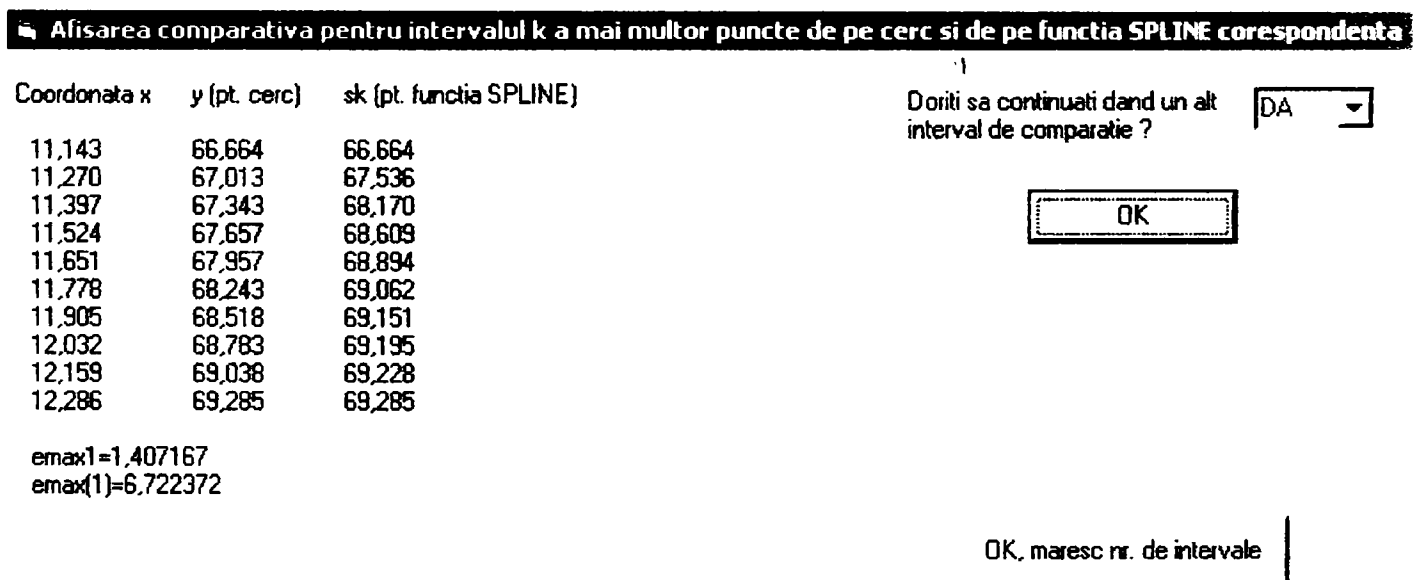 Afisarea comparativa pentru intervalul k a mai multor puncte de pe cerc si de pe functia SPLINE corespondenta
Coordonata x y (pt. cerc) sk (pt. functia SPLINE)
11,143 66,664 66,664
11,270 67,013 67,536
11,397 67,343 68,170
11,524 67,657 68,609
11,651 67,957 68,894
11,778 68,243 69,062
11,905 68,518 69,151
12,032 68,783 69,195
12,159 69,038 69,228
12,286 69,285 69,285
emax1=1,407167
emax(1)=6,722372
Doriti sa continuati dand un alt
interval de comparatie ?
DA
OK
OK, maresc nr. de intervale